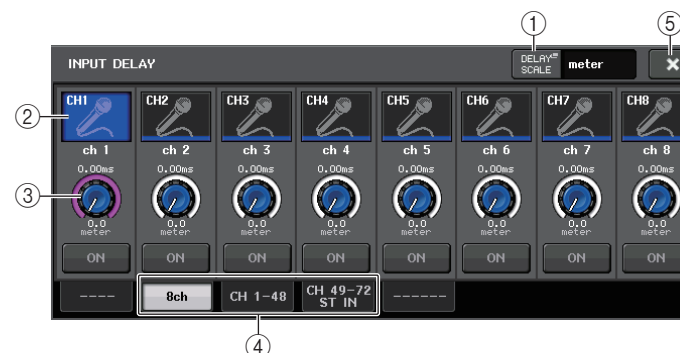 ① ⑤
INPUT DELAY DELAY SCALE meter ×
② CH1 CH2 CH3 CH4 CH5 CH6 CH7 CH8
ch 1 ch 2 ch 3 ch 4 ch 5 ch 6 ch 7 ch 8
0.00ms 0.00ms 0.00ms 0.00ms 0.00ms 0.00ms 0.00ms 0.00ms
③
0.0 0.0 0.0 0.0 0.0 0.0 0.0 0.0
meter meter meter meter meter meter meter meter
ON ON ON ON ON ON ON ON
---- 8ch CH 1-48 CH 49-72 ST IN ------
④